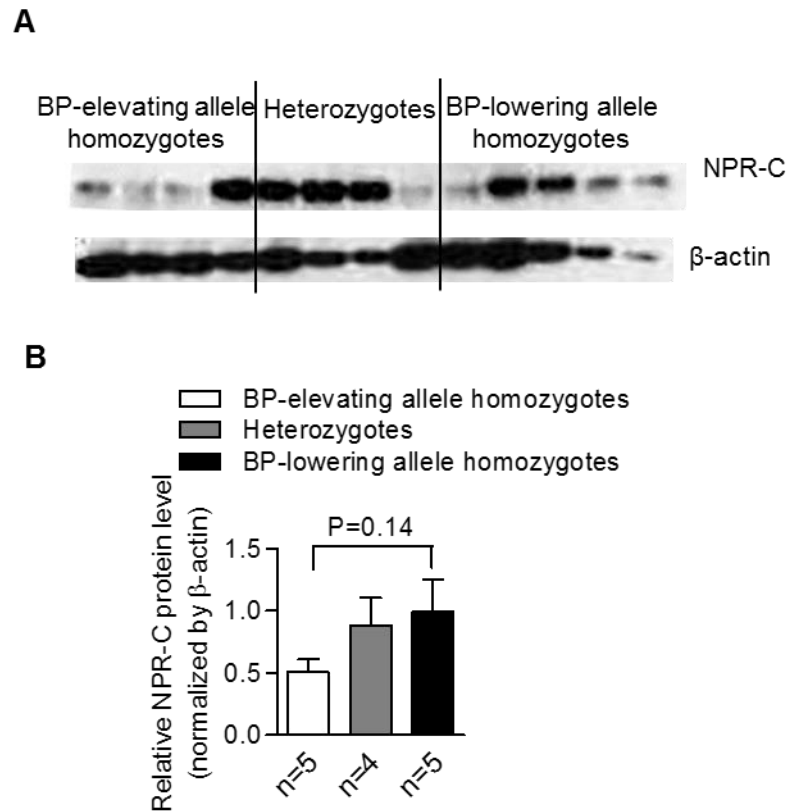 A
BP-elevating allele
homozygotes
Heterozygotes
BP-lowering allele
homozygotes
NPR-C
β-actin
B
BP-elevating allele homozygotes
Heterozygotes
BP-lowering allele homozygotes
Relative NPR-C protein level
(normalized by β-actin)
P=0.14
1.5
1.0
0.5
0.0
n=5
n=4
n=5